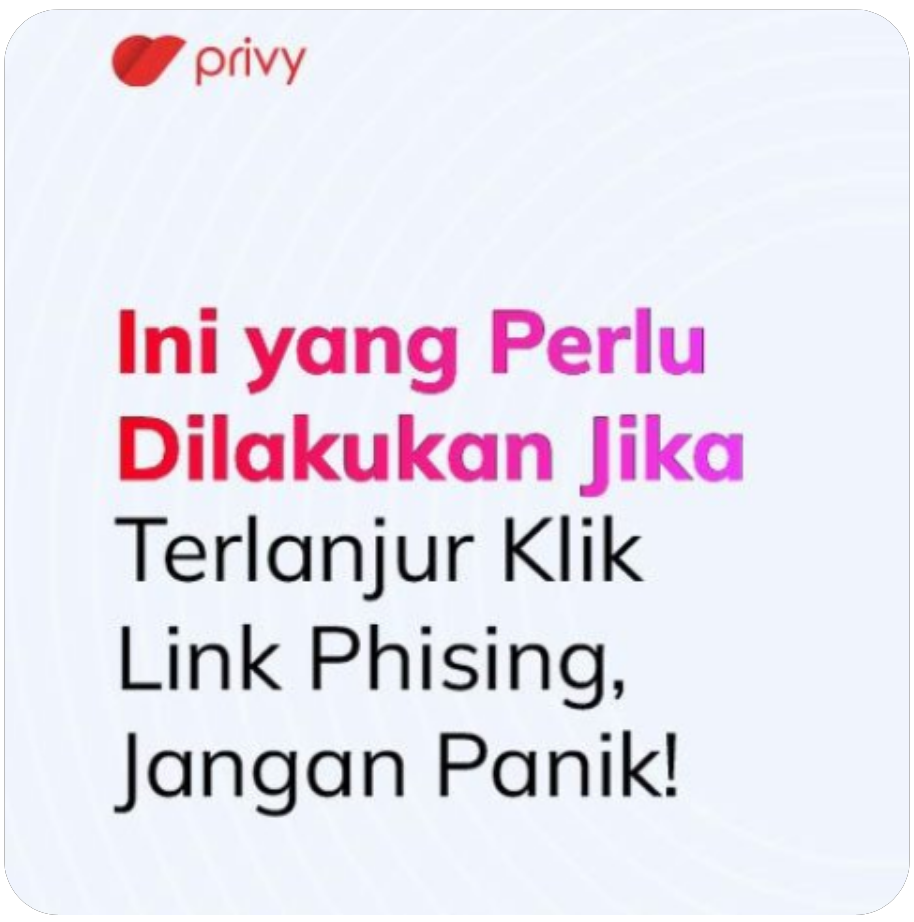 privy
Ini yang Perlu
Dilakukan Jika
Terlanjur Klik
Link Phising,
Jangan Panik!